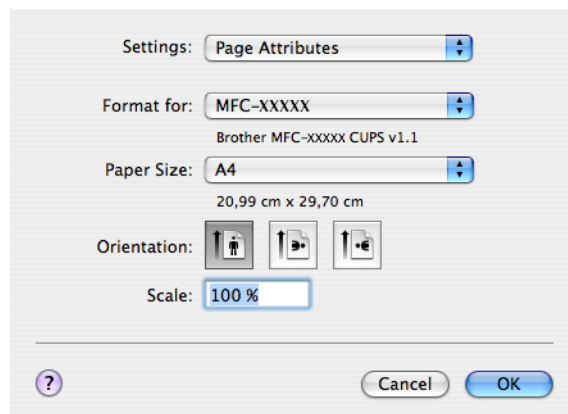 Settings: Page Attributes
Format for: MFC-XXXXX
Brother MFC-XXXXX CUPS v1.1
Paper Size: A4
20,99 cm x 29,70 cm
Orientation:
Scale: 100 %
? Cancel OK